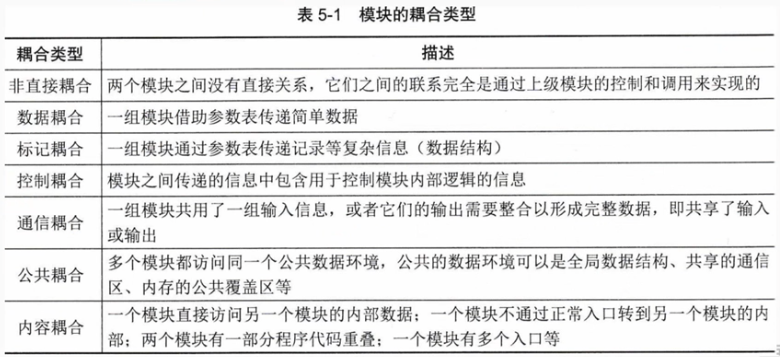 表 5-1 模块的耦合类型
耦合类型 描述
非直接耦合 两个模块之间没有直接关系，它们之间的联系完全是通过上级模块的控制和调用来实现的
数据耦合 一组模块借助参数表传递简单数据
标记耦合 一组模块通过参数表传递记录等复杂信息（数据结构）
控制耦合 模块之间传递的信息中包含用于控制模块内部逻辑的信息
通信耦合 一组模块共用了一组输入信息，或者它们的输出需要整合以形成完整数据，即共享了输入
或输出
公共耦合 多个模块都访问同一个公共数据环境，公共的数据环境可以是全局数据结构、共享的通信
区、内存的公共覆盖区等
内容耦合 一个模块直接访问另一个模块的内部数据；一个模块不通过正常入口转到另一个模块的内
部；两个模块有一部分程序代码重叠；一个模块有多个入口等